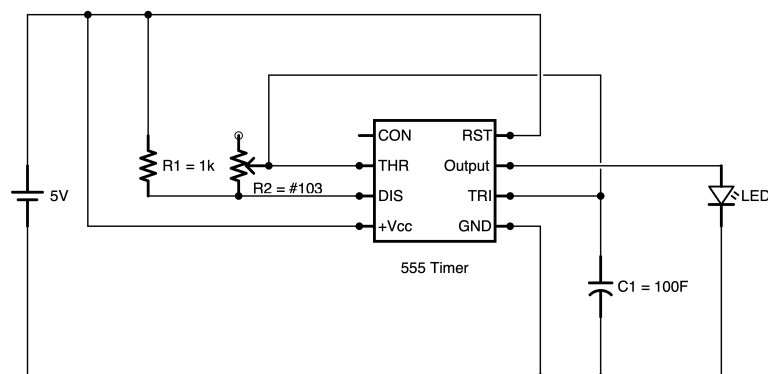 CON
RST
R1 = 1k
THR
Output
R2 = #103
DIS
TRI
5V
LED
+Vcc
GND
555 Timer
C1 = 100F